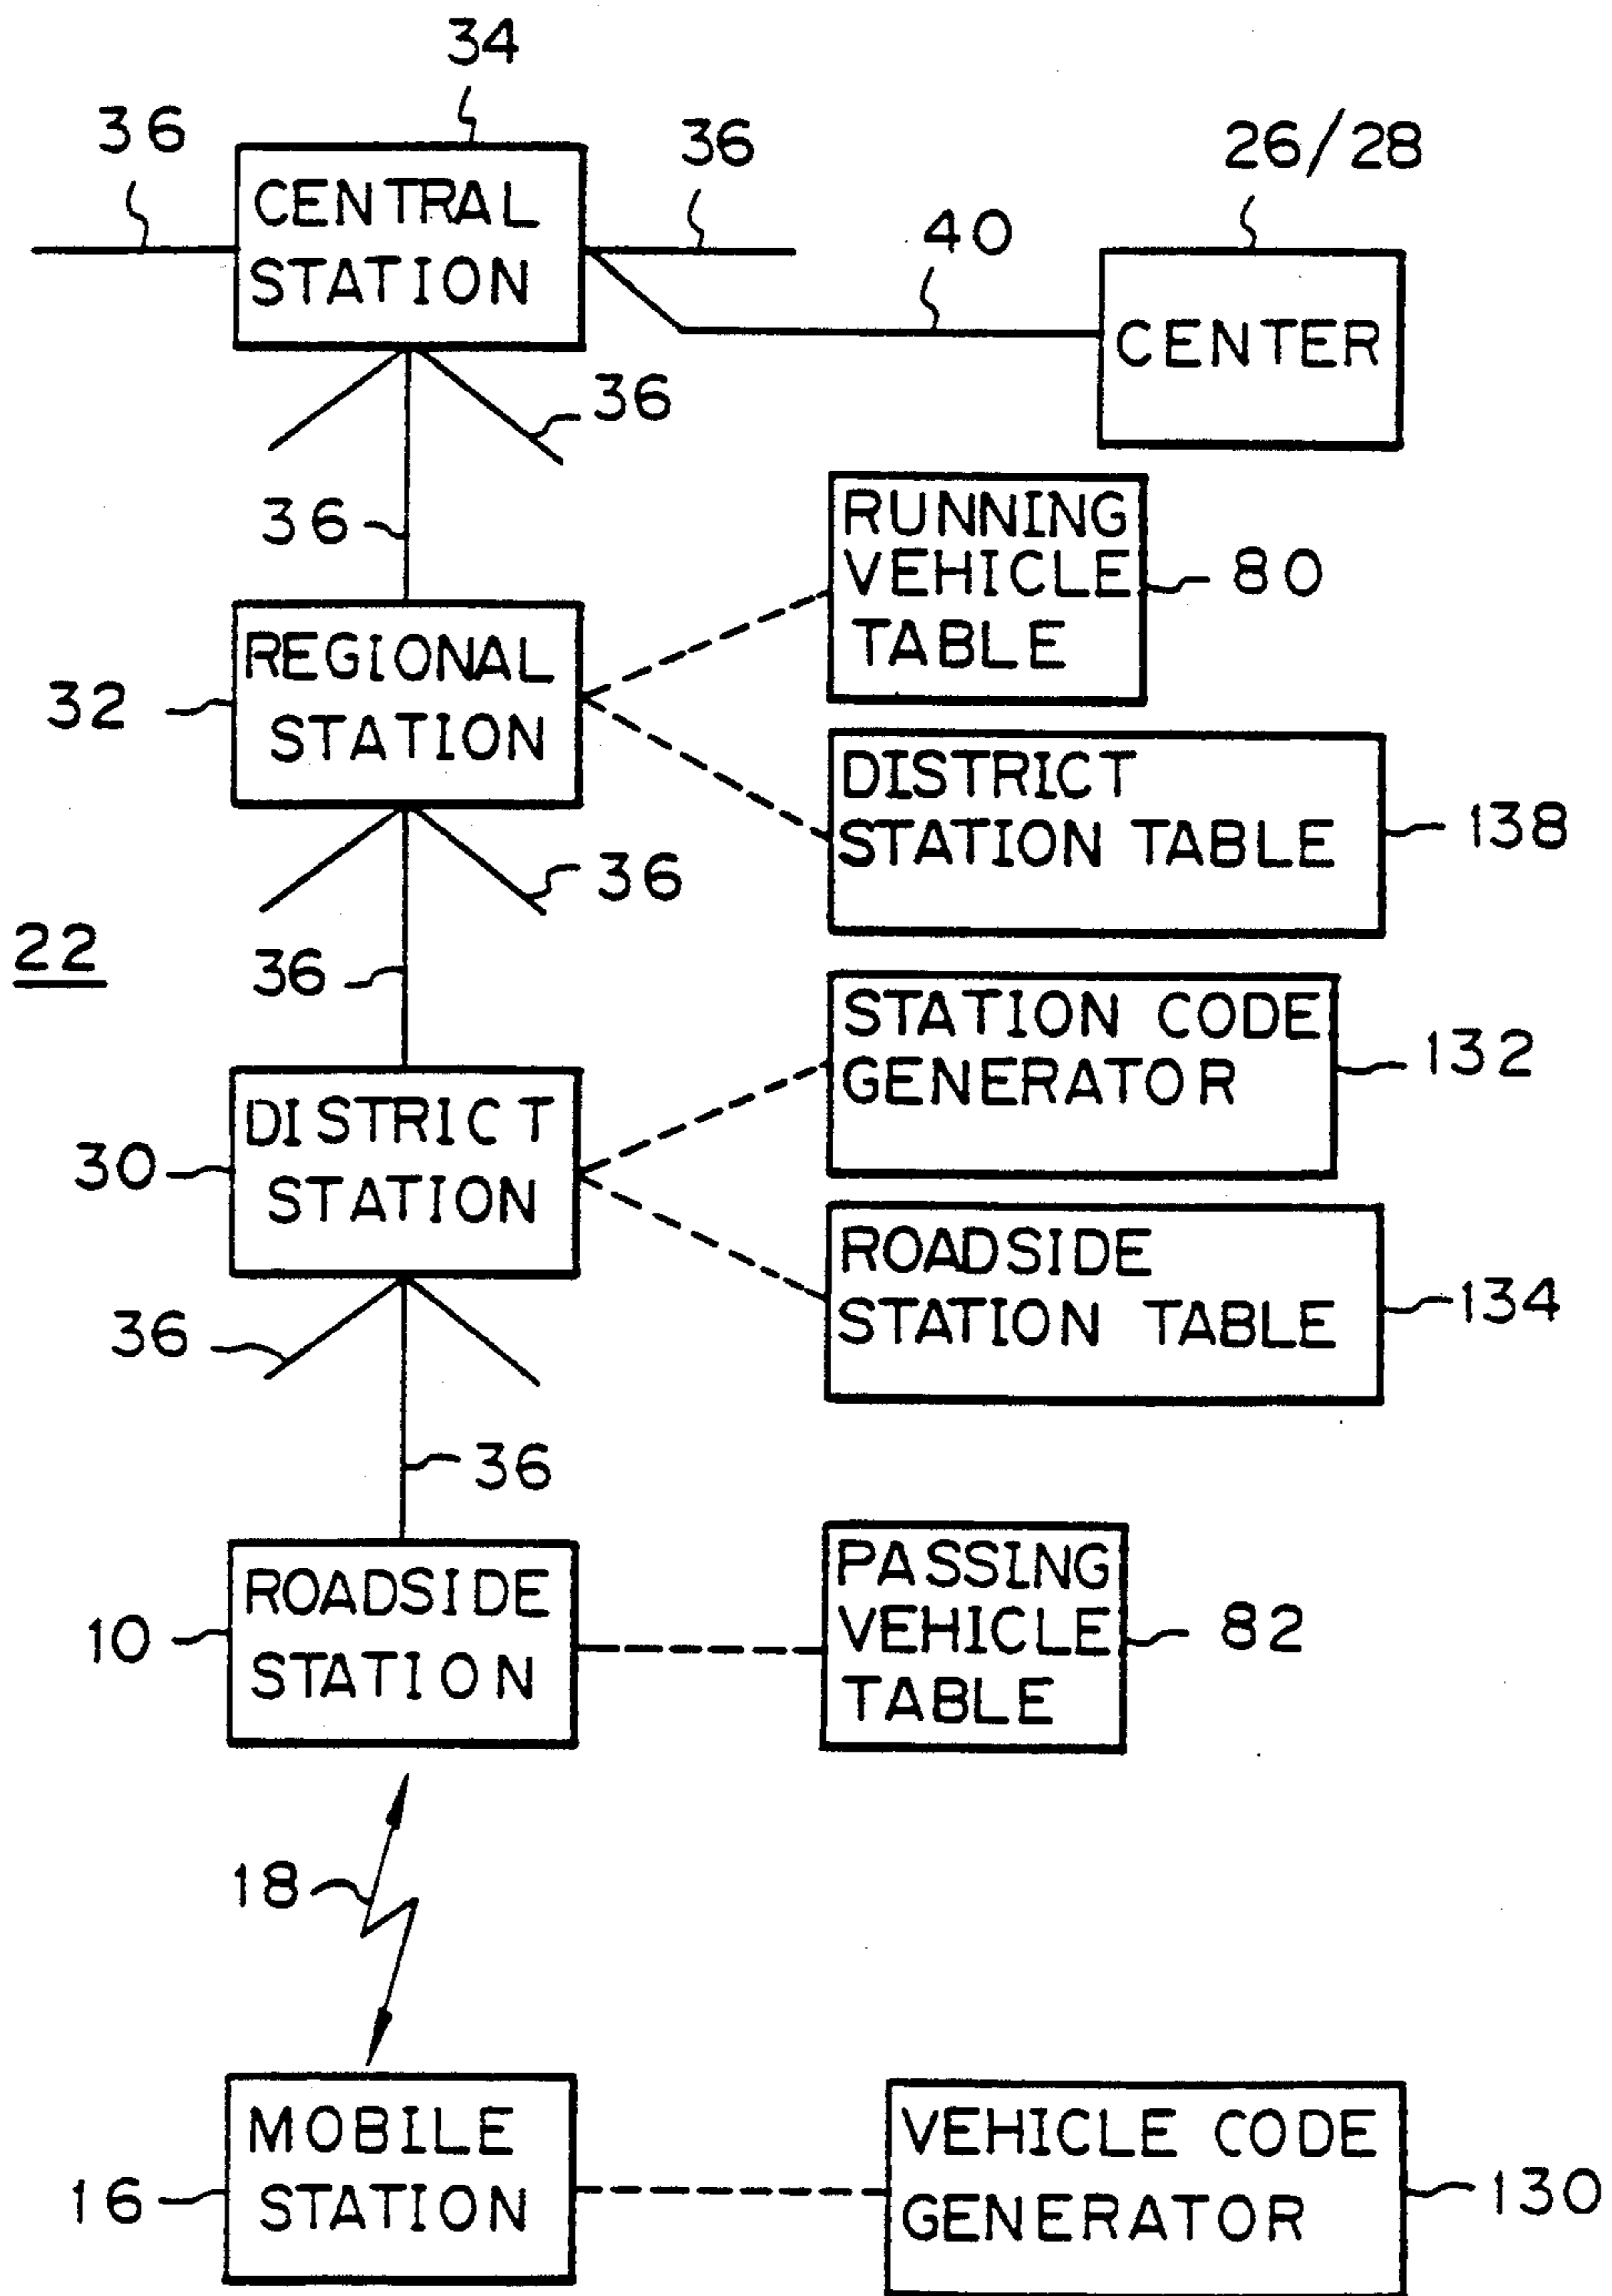 34
36
36
26/28
CENTRAL
STATION
40
CENTER
36
36
RUNNING
VEHICLE
TABLE
80
REGIONAL
STATION
32
DISTRICT
STATION TABLE
138
36
22
36
STATION CODE
GENERATOR
132
DISTRICT
STATION
30
ROADSIDE
STATION TABLE
134
36
36
ROADSIDE
STATION
10
PASSING
VEHICLE
TABLE
82
18
MOBILE
STATION
16
VEHICLE CODE
GENERATOR
130